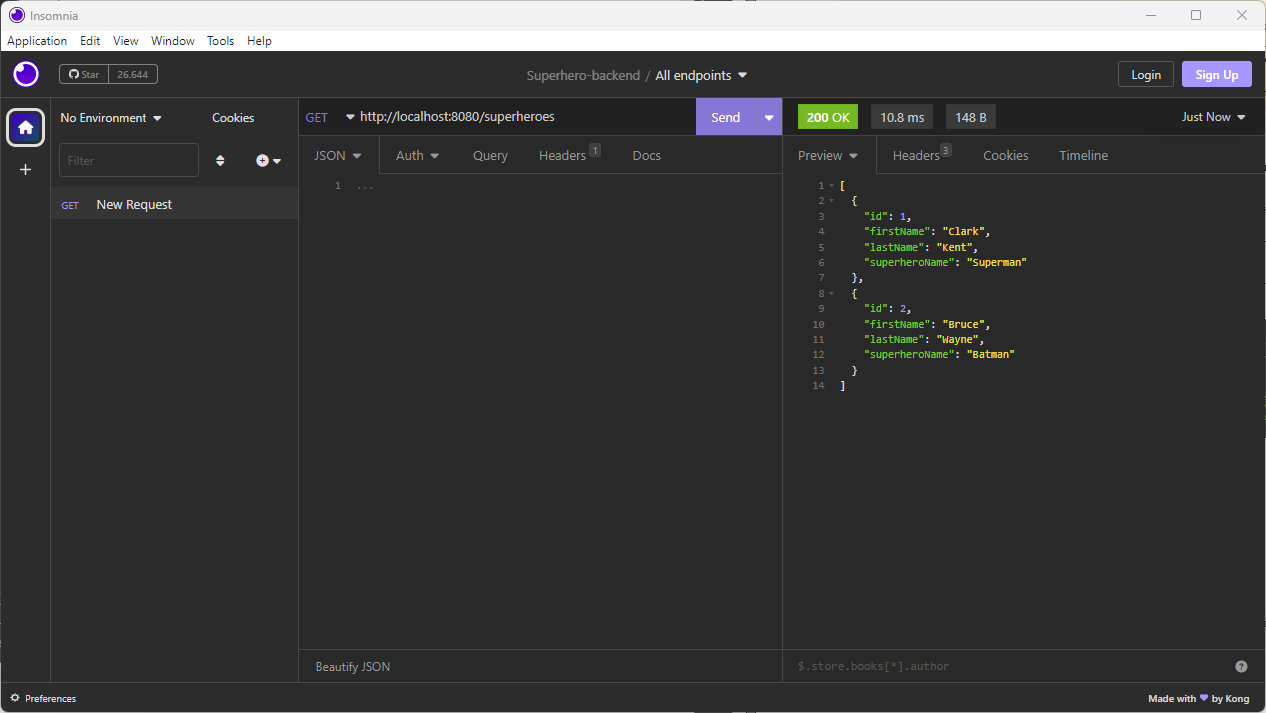 Insomnia
Application Edit View Window Tools Help
Star 26.644
Superhero-backend / All endpoints
Login
Sign Up
No Environment
Cookies
Filter
GET New Request
GET http://localhost:8080/superheroes
Send
JSON Auth Query Headers 1 Docs
1 ...
Beautify JSON
200 OK 10.8 ms 148 B
Just Now
Preview Headers 3 Cookies Timeline
1 [
2 {
3 "id": 1,
4 "firstName": "Clark",
5 "lastName": "Kent",
6 "superheroName": "Superman"
7 },
8 {
9 "id": 2,
10 "firstName": "Bruce",
11 "lastName": "Wayne",
12 "superheroName": "Batman"
13 }
14 ]
$.store.books[*].author
?
Preferences
Made with 💜 by Kong